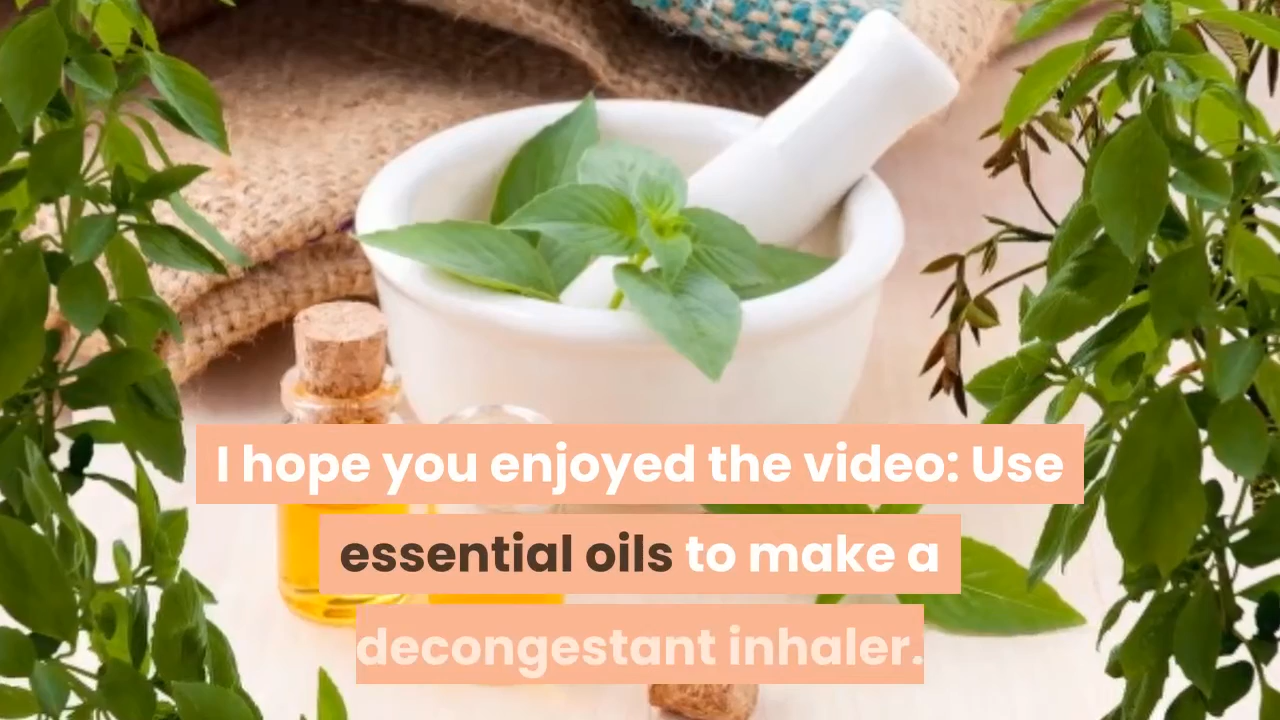 I hope you enjoyed the video: Use
essential oils to make a
decongestant inhaler.